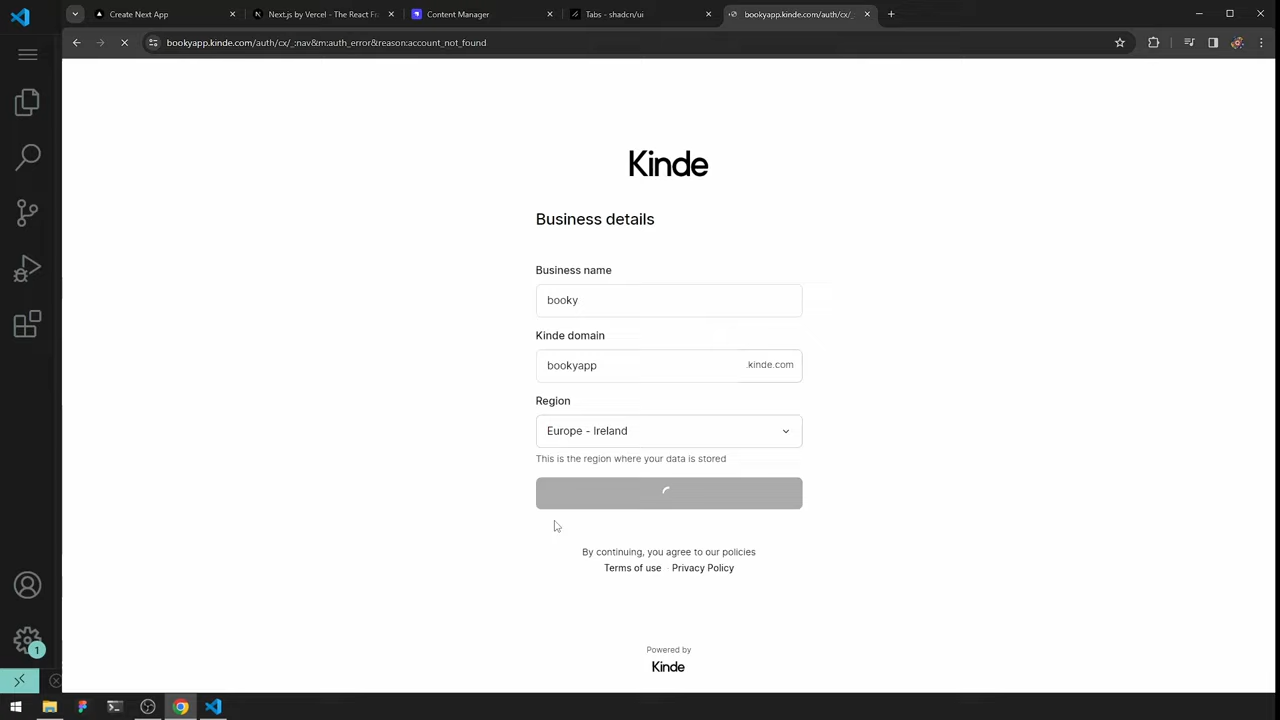 Create Next App
Next.js by Vercel - The React Fr
Content Manager
Tabs - shadcn/ui
bookyapp.kinde.com/auth/cx/_
bookyapp.kinde.com/auth/cx/_:nav&m:auth_error&reason:account_not_found
Kinde
Business details
Business name
booky
Kinde domain
bookyapp
.kinde.com
Region
Europe - Ireland
This is the region where your data is stored
By continuing, you agree to our policies
Terms of use · Privacy Policy
Powered by
Kinde
1